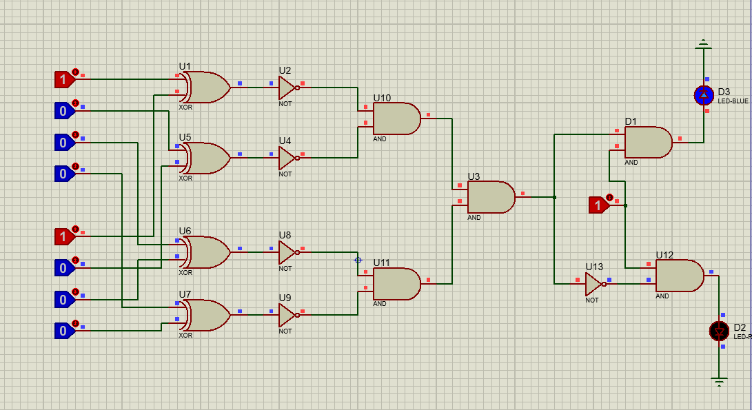 U1
XOR
U2
NOT
U10
AND
U5
XOR
U4
NOT
U3
AND
U6
XOR
U8
NOT
U11
AND
U7
XOR
U9
NOT
D1
AND
D3
LED-BLUE
U13
NOT
U12
AND
D2
LED-R
1
0
0
0
1
0
0
0
1